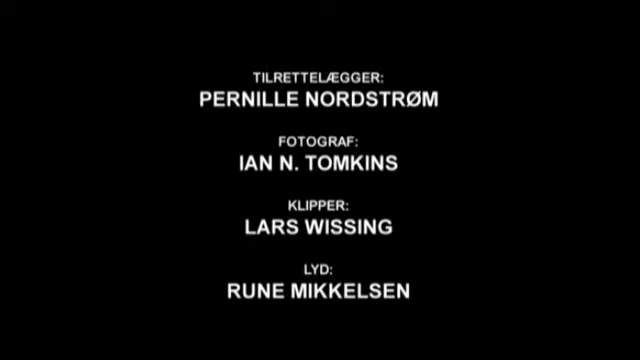 TILRETTELÆGGER:
PERNILLE NORDSTRØM
FOTOGRAF:
IAN N. TOMKINS
KLIPPER:
LARS WISSING
LYD:
RUNE MIKKELSEN